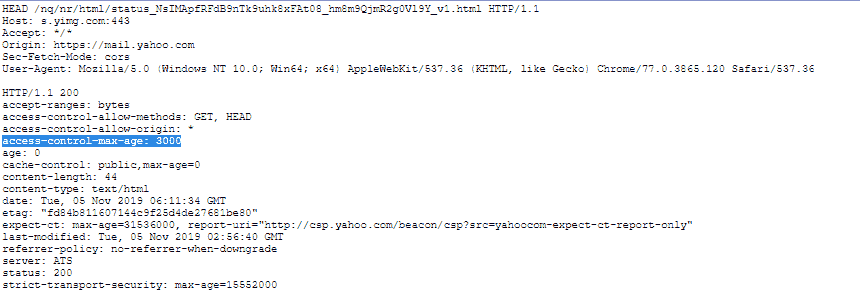 HEAD /nq/nr/html/status_NsIMApfRFdB9nTk9uhk8xFAt08_hm8m9QjmR2g0Vl9Y_v1.html HTTP/1.1
Host: s.yimg.com:443
Accept: */*
Origin: https://mail.yahoo.com
Sec-Fetch-Mode: cors
User-Agent: Mozilla/5.0 (Windows NT 10.0; Win64; x64) AppleWebKit/537.36 (KHTML, like Gecko) Chrome/77.0.3865.120 Safari/537.36
HTTP/1.1 200
accept-ranges: bytes
access-control-allow-methods: GET, HEAD
access-control-allow-origin: *
access-control-max-age: 3000
age: 0
cache-control: public,max-age=0
content-length: 44
content-type: text/html
date: Tue, 05 Nov 2019 06:11:34 GMT
etag: "fd84b811607144c9f25d4de27681be80"
expect-ct: max-age=31536000, report-uri="http://csp.yahoo.com/beacon/csp?src=yahoocom-expect-ct-report-only"
last-modified: Tue, 05 Nov 2019 02:56:40 GMT
referrer-policy: no-referrer-when-downgrade
server: ATS
status: 200
strict-transport-security: max-age=15552000